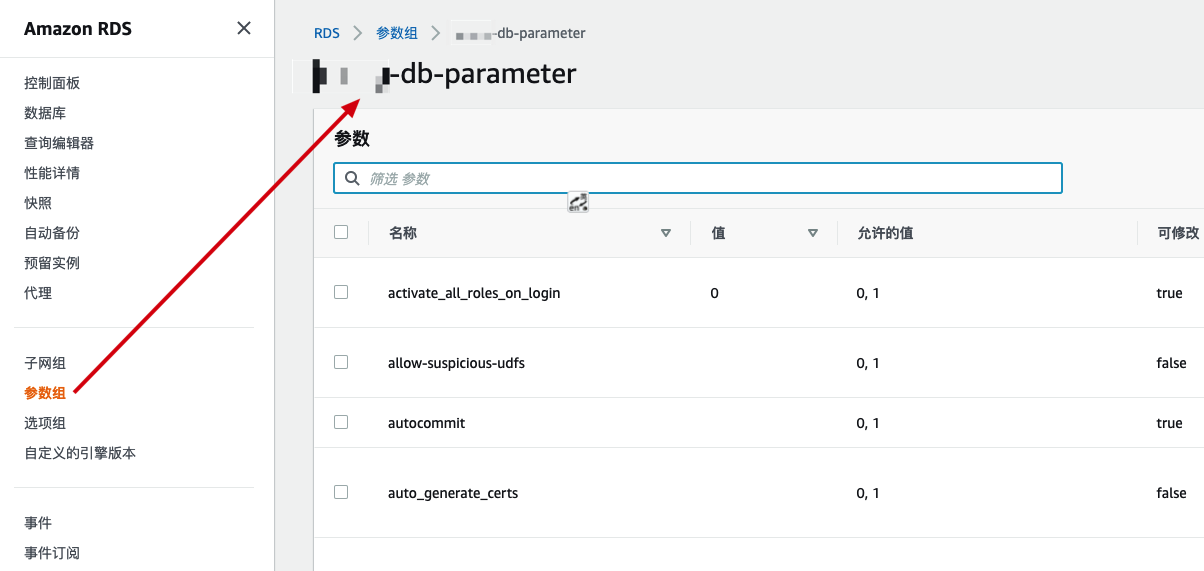 Amazon RDS
控制面板
数据库
查询编辑器
性能详情
快照
自动备份
预留实例
代理
子网组
参数组
选项组
自定义的引擎版本
事件
事件订阅
RDS 参数组 -db-parameter
-db-parameter
参数
筛选 参数
en
名称 值 允许的值 可修改
activate_all_roles_on_login 0 0, 1 true
allow-suspicious-udfs 0, 1 false
autocommit 0, 1 true
auto_generate_certs 0, 1 false